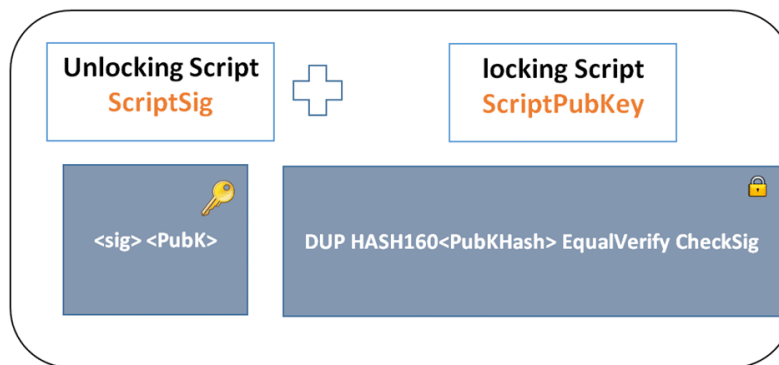 Unlocking Script
ScriptSig
locking Script
ScriptPubKey
<sig> <PubK>
DUP HASH160<PubKHash> EqualVerify CheckSig